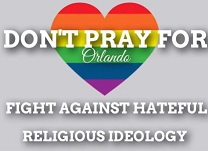 DON'T PRAY FOR
Orlando
FIGHT AGAINST HATEFUL
RELIGIOUS IDEOLOGY